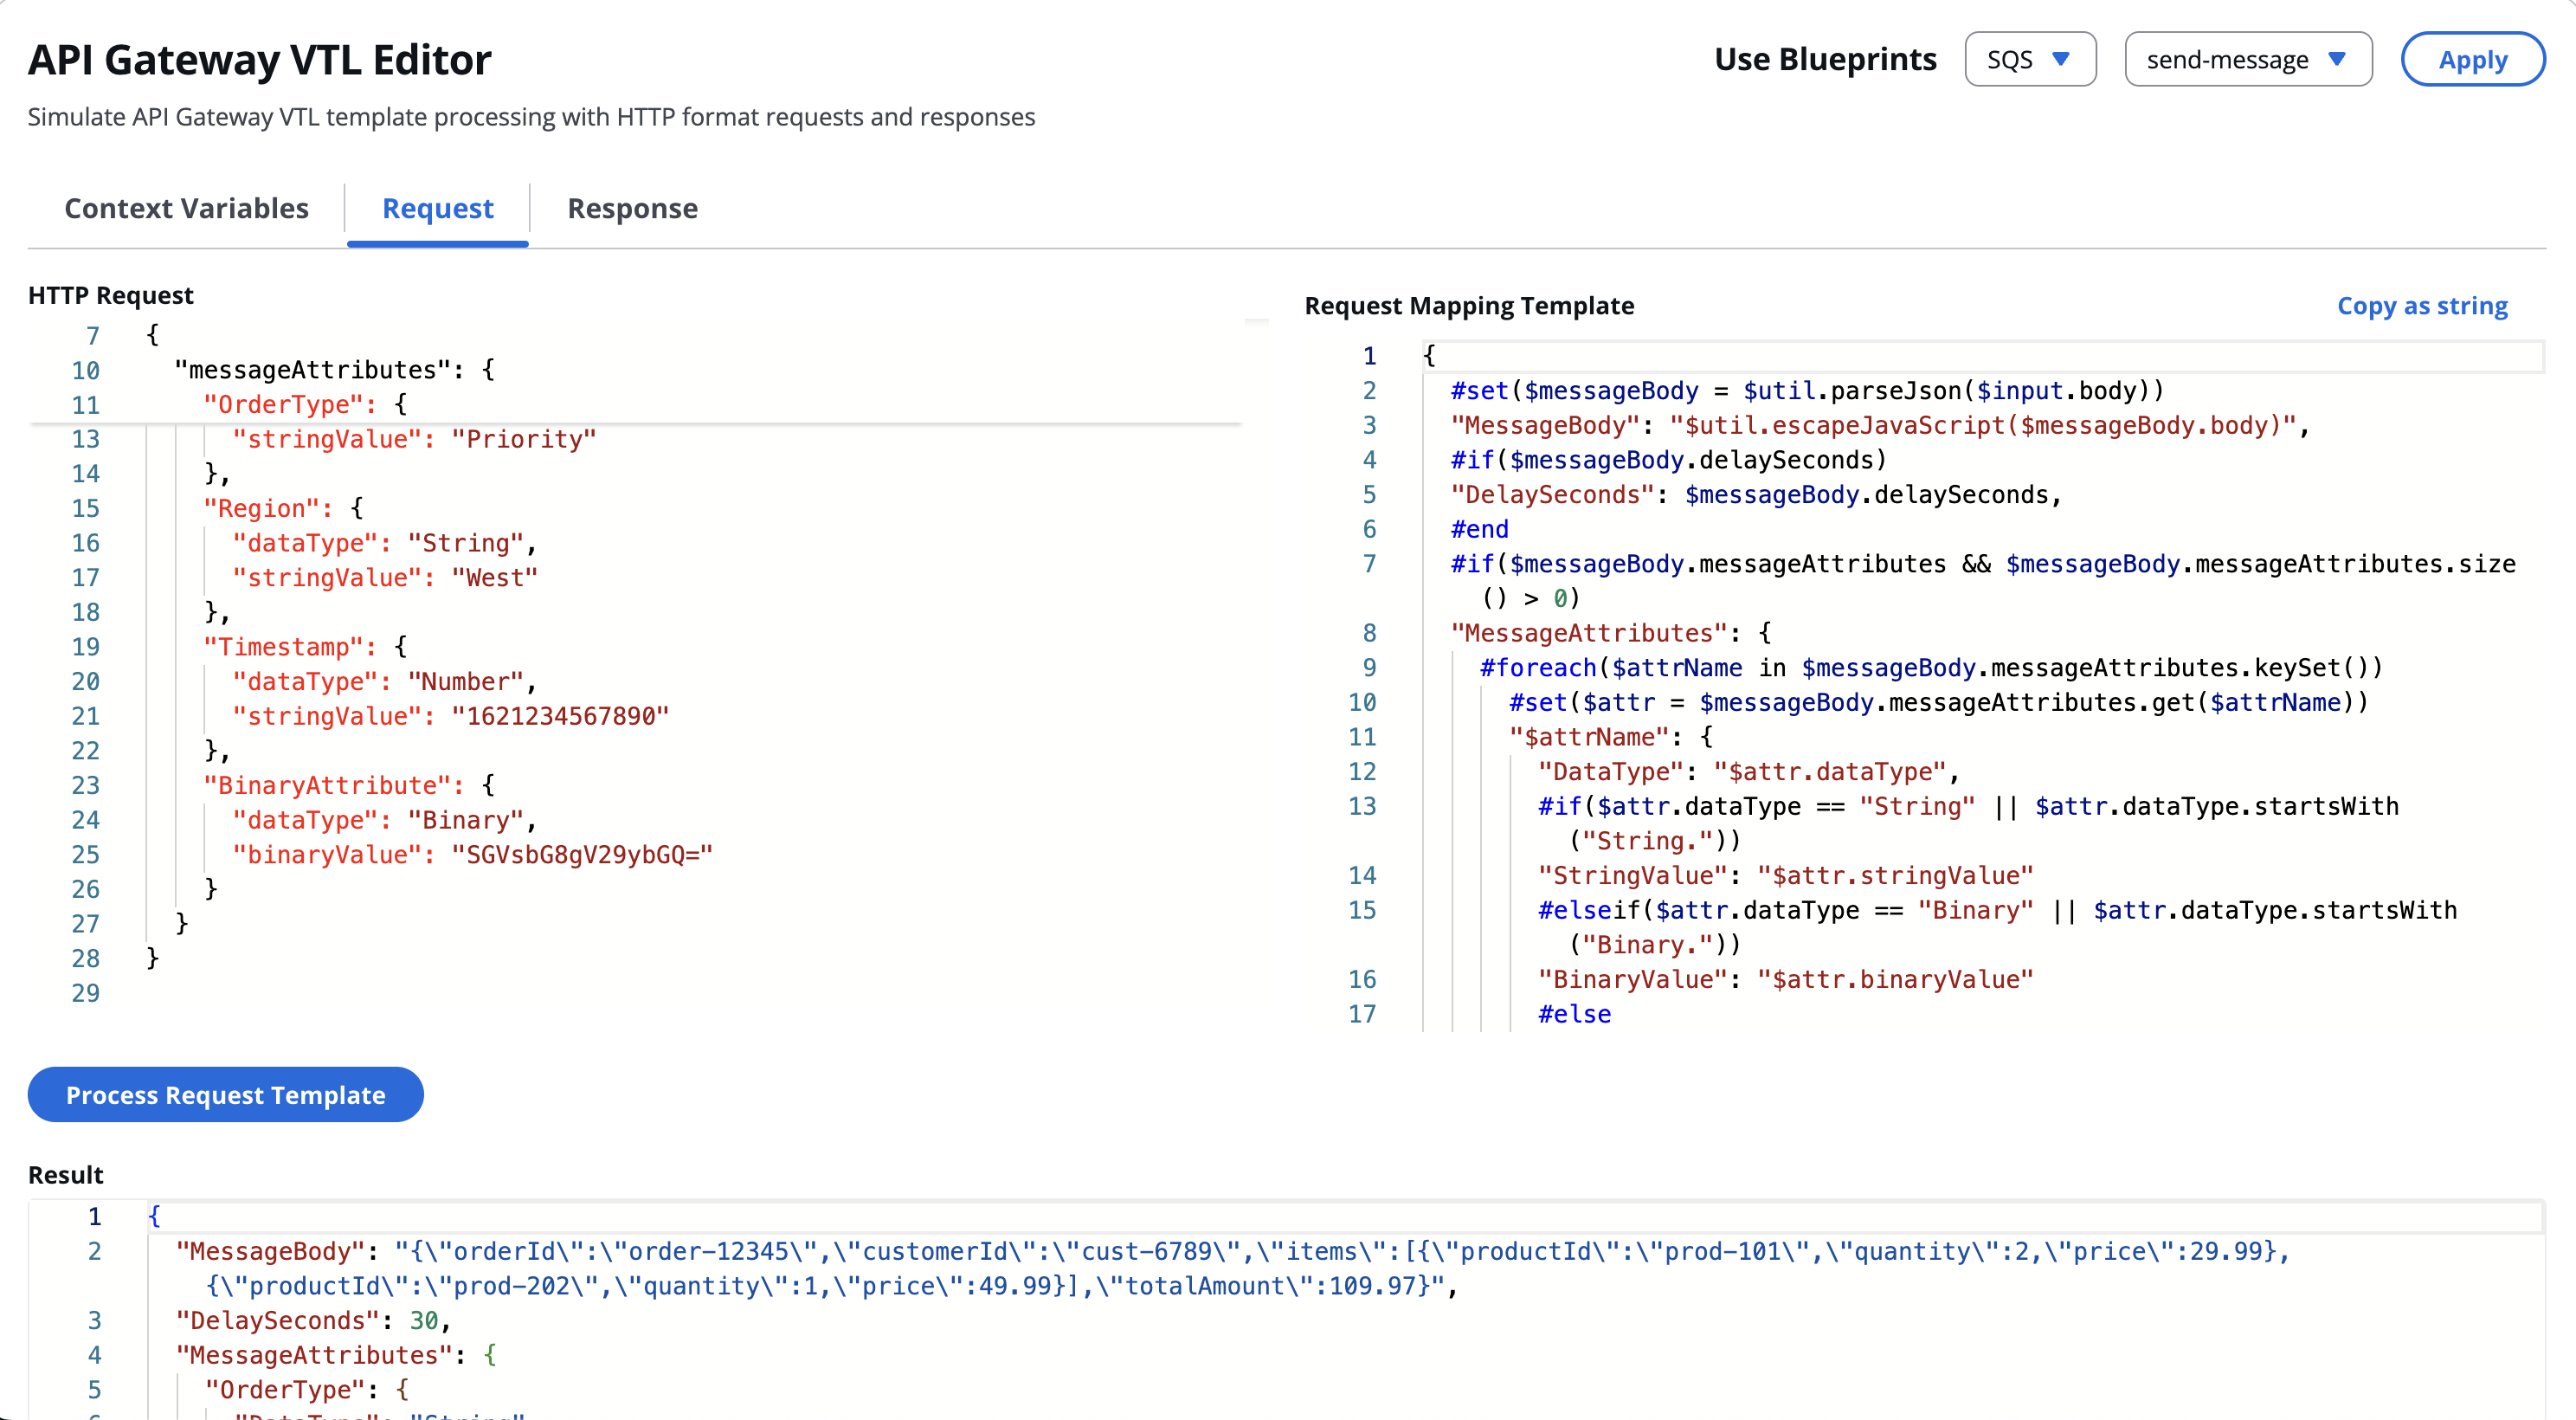 API Gateway VTL Editor
Use Blueprints
SQS
send-message
Apply
Simulate API Gateway VTL template processing with HTTP format requests and responses
Context Variables
Request
Response
HTTP Request
7 {
10 "messageAttributes": {
11 "OrderType": {
13 "stringValue": "Priority"
14 },
15 "Region": {
16 "dataType": "String",
17 "stringValue": "West"
18 },
19 "Timestamp": {
20 "dataType": "Number",
21 "stringValue": "1621234567890"
22 },
23 "BinaryAttribute": {
24 "dataType": "Binary",
25 "binaryValue": "SGVsbG8gV29ybGQ="
26 }
27 }
28 }
29
Request Mapping Template
Copy as string
1 {
2 #set($messageBody = $util.parseJson($input.body))
3 "MessageBody": "$util.escapeJavaScript($messageBody.body)",
4 #if($messageBody.delaySeconds)
5 "DelaySeconds": $messageBody.delaySeconds,
6 #end
7 #if($messageBody.messageAttributes && $messageBody.messageAttributes.size
() > 0)
8 "MessageAttributes": {
9 #foreach($attrName in $messageBody.messageAttributes.keySet())
10 #set($attr = $messageBody.messageAttributes.get($attrName))
11 "$attrName": {
12 "DataType": "$attr.dataType",
13 #if($attr.dataType == "String" || $attr.dataType.startsWith
("String."))
14 "StringValue": "$attr.stringValue"
15 #elseif($attr.dataType == "Binary" || $attr.dataType.startsWith
("Binary."))
16 "BinaryValue": "$attr.binaryValue"
17 #else
Process Request Template
Result
1 {
2 "MessageBody": "{\"orderId\":\"order-12345\",\"customerId\":\"cust-6789\",\"items\":[{\"productId\":\"prod-101\",\"quantity\":2,\"price\":29.99},
{\"productId\":\"prod-202\",\"quantity\":1,\"price\":49.99}],\"totalAmount\":109.97}",
3 "DelaySeconds": 30,
4 "MessageAttributes": {
5 "OrderType": {